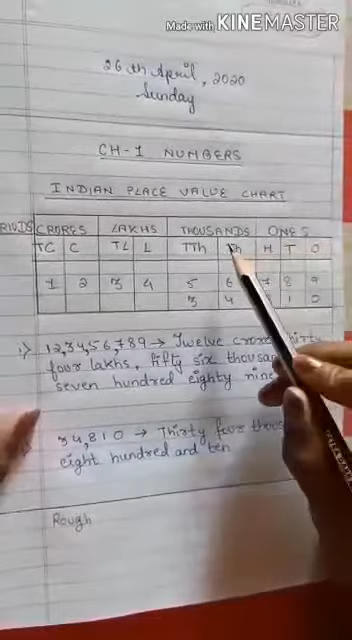 Made with KINEMASTER
26th April, 2020
Sunday
CH-1 NUMBERS
INDIAN PLACE VALUE CHART
CRORES LAKHS THOUSANDS ONES
TC C TL L TTh Th H T O
1 2 3 4 5 6 7 8 9
3 4 1 0
i) 12,34,56,789 → Twelve crore
four lakhs, fifty six thousan
seven hundred eighty nine
34,810 → Thirty four thous
eight hundred and ten
Rough